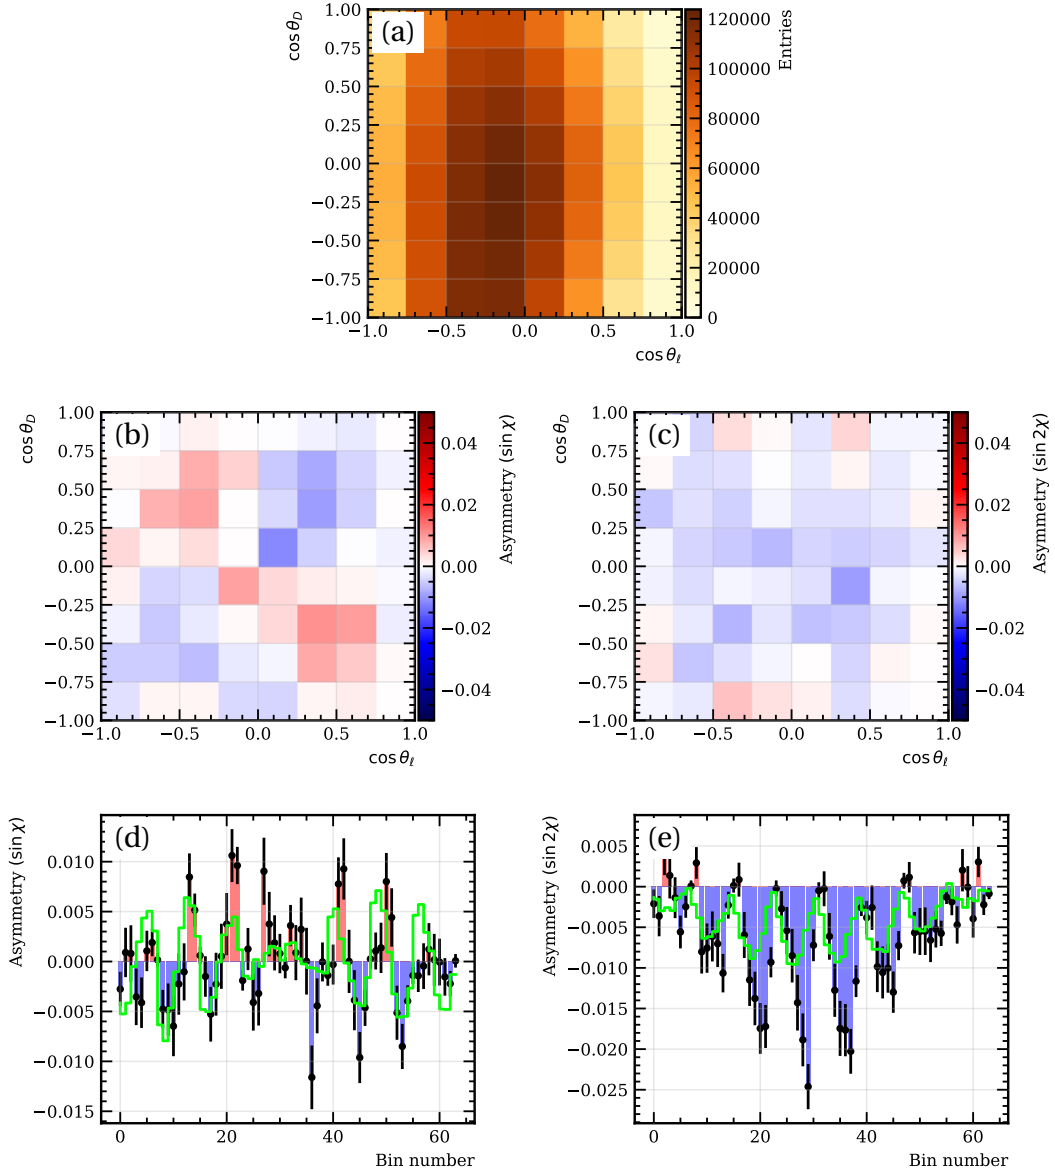 (a)
cos θ_D
1.00
0.75
0.50
0.25
0.00
−0.25
−0.50
−0.75
−1.00
−1.0 −0.5 0.0 0.5 1.0
cos θ_ℓ
120000
100000
80000
60000
40000
20000
0
Entries
(b)
cos θ_D
1.00
0.75
0.50
0.25
0.00
−0.25
−0.50
−0.75
−1.00
−1.0 −0.5 0.0 0.5 1.0
cos θ_ℓ
0.04
0.02
0.00
−0.02
−0.04
Asymmetry (sin χ)
(c)
cos θ_D
1.00
0.75
0.50
0.25
0.00
−0.25
−0.50
−0.75
−1.00
−1.0 −0.5 0.0 0.5 1.0
cos θ_ℓ
0.04
0.02
0.00
−0.02
−0.04
Asymmetry (sin 2χ)
(d)
Asymmetry (sin χ)
0.010
0.005
0.000
−0.005
−0.010
−0.015
0 20 40 60
Bin number
(e)
Asymmetry (sin 2χ)
0.005
0.000
−0.005
−0.010
−0.015
−0.020
−0.025
0 20 40 60
Bin number